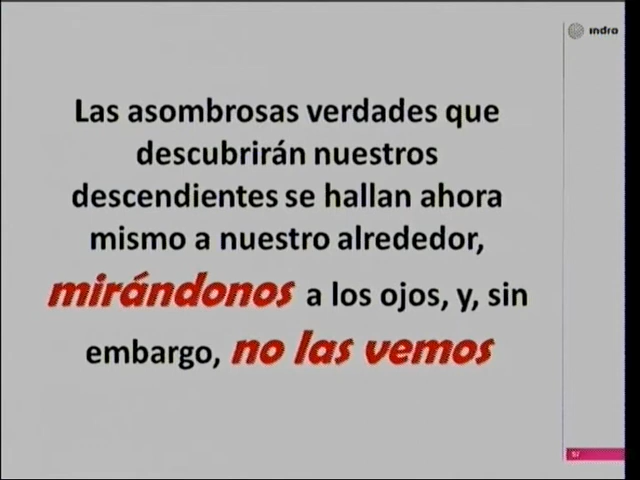 Las asombrosas verdades que
descubrirán nuestros
descendientes se hallan ahora
mismo a nuestro alrededor,
mirándonos a los ojos, y, sin
embargo, no las vemos
indra